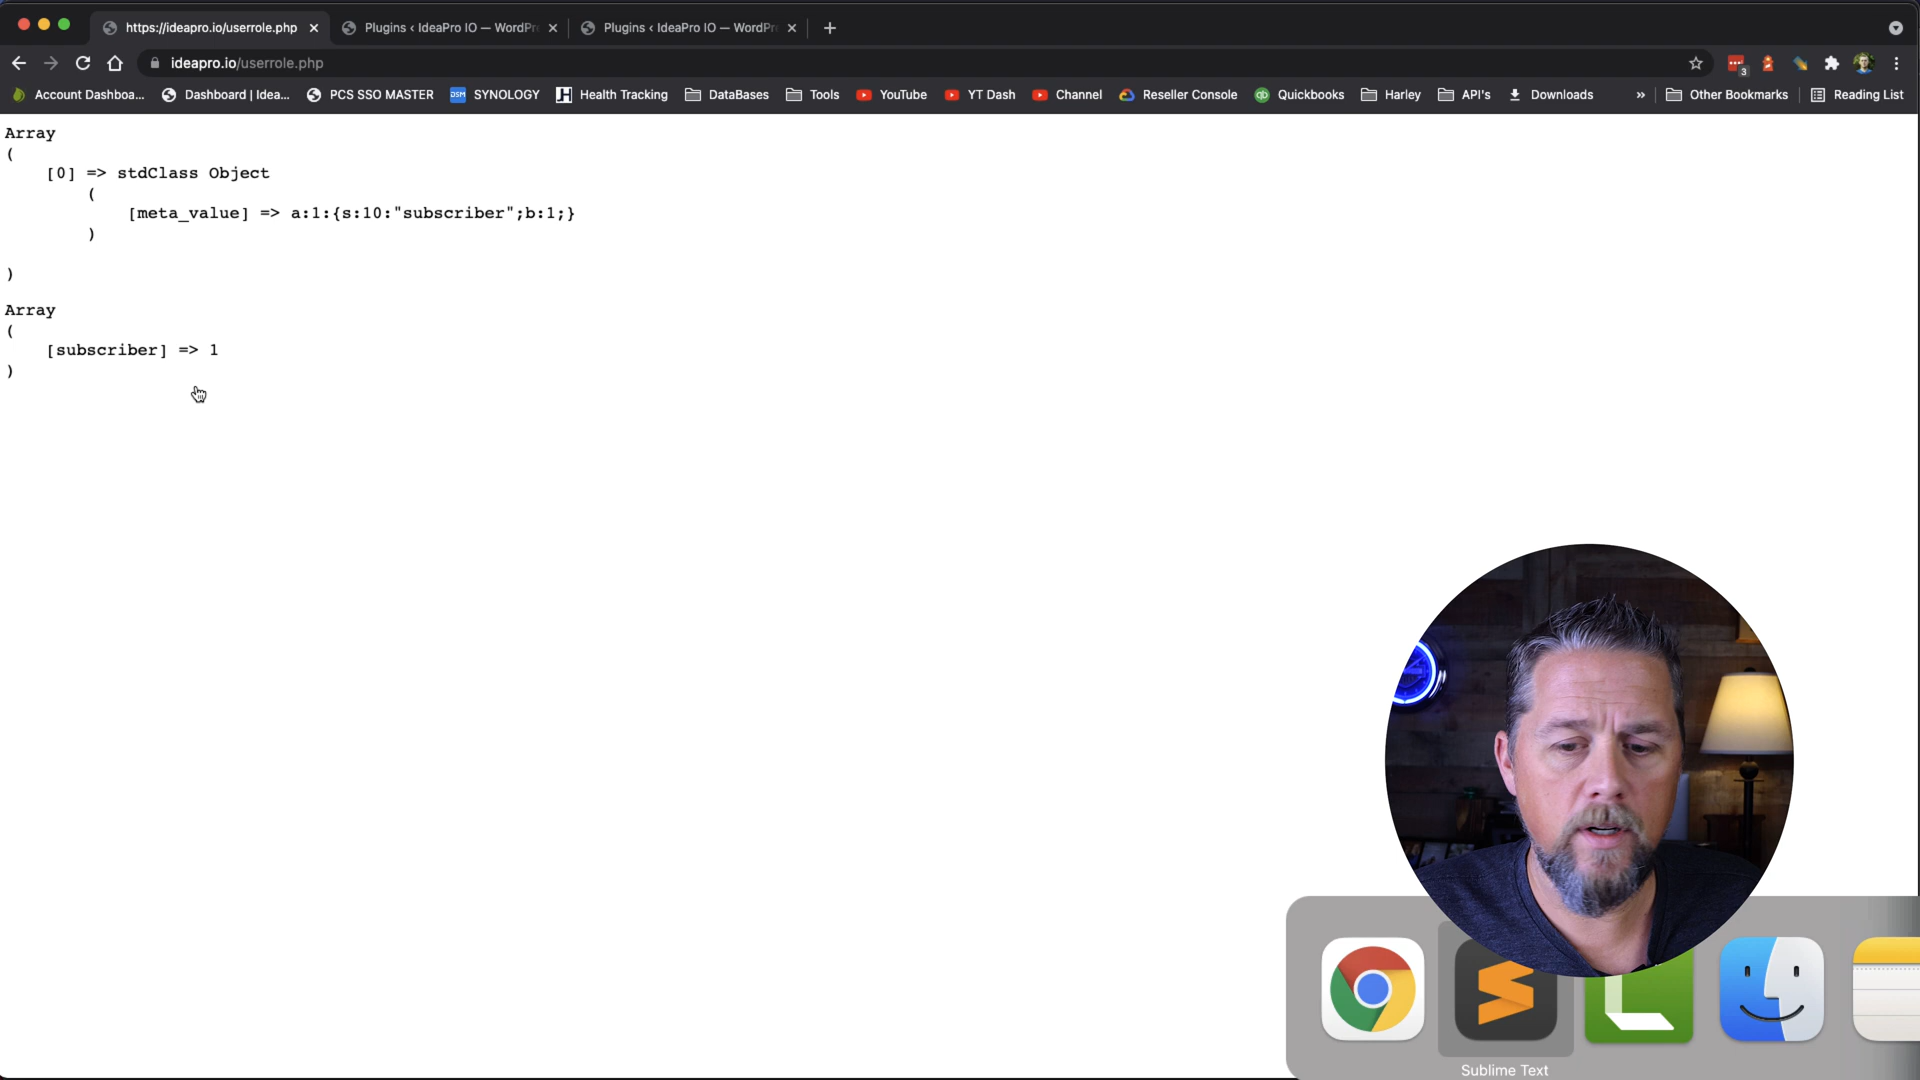 https://ideapro.io/userrole.php
Plugins ‹ IdeaPro IO — WordPr
Plugins ‹ IdeaPro IO — WordPr
ideapro.io/userrole.php
3
Account Dashboa...
Dashboard | Idea...
PCS SSO MASTER
DSM
SYNOLOGY
H
Health Tracking
DataBases
Tools
YouTube
YT Dash
Channel
Reseller Console
qb
Quickbooks
Harley
API's
Downloads
»
Other Bookmarks
Reading List
Array
(
[0] => stdClass Object
(
[meta_value] => a:1:{s:10:"subscriber";b:1;}
)
)
Array
(
[subscriber] => 1
)
Sublime Text